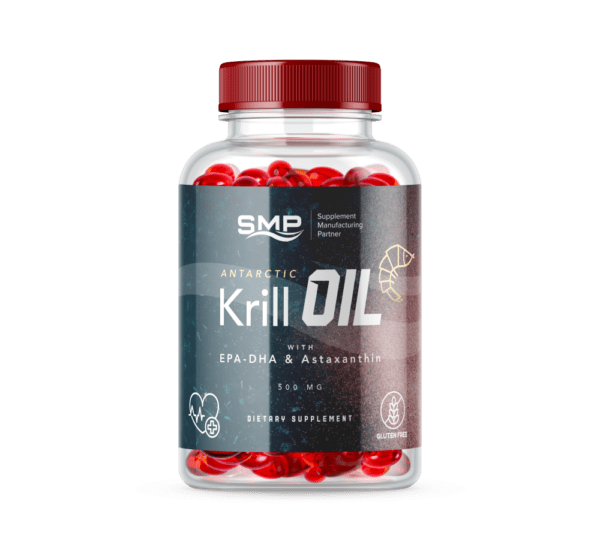 SMP
Supplement
Manufacturing
Partner
ANTARCTIC
Krill OIL
WITH
EPA-DHA & Astaxanthin
500 MG
DIETARY SUPPLEMENT
GLUTEN FREE